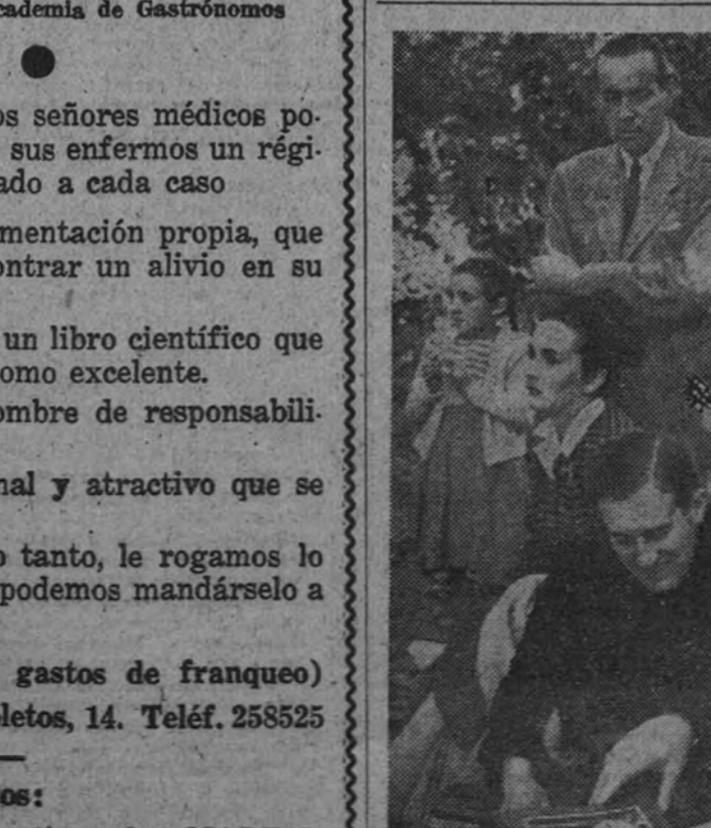 cademia de Gastrónomos
os señores médicos po-
sus enfermos un régi-
ado a cada caso
mentación propia, que
ontrar un alivio en su
un libro científico que
omo excelente.
ombre de responsabili-
nal y atractivo que se
o tanto, le rogamos lo
podemos mandárselo a
gastos de franqueo)
letos, 14. Teléf. 258525
os: